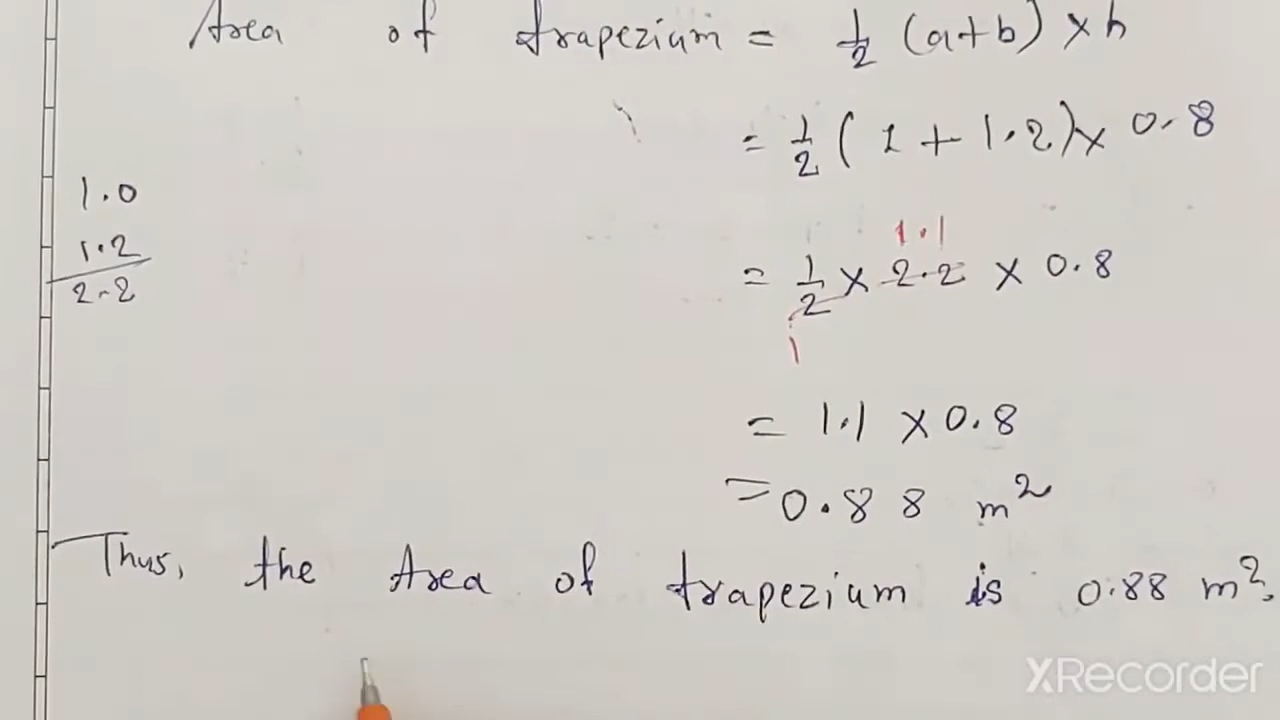 Area of trapezium = 1/2 (a+b) × h
= 1/2 (1 + 1.2) × 0.8
1.0
1.2
2.2
1.1
= 1/2 × 2.2 × 0.8
1
= 1.1 × 0.8
= 0.88 m²
Thus, the Area of trapezium is 0.88 m².
XRecorder